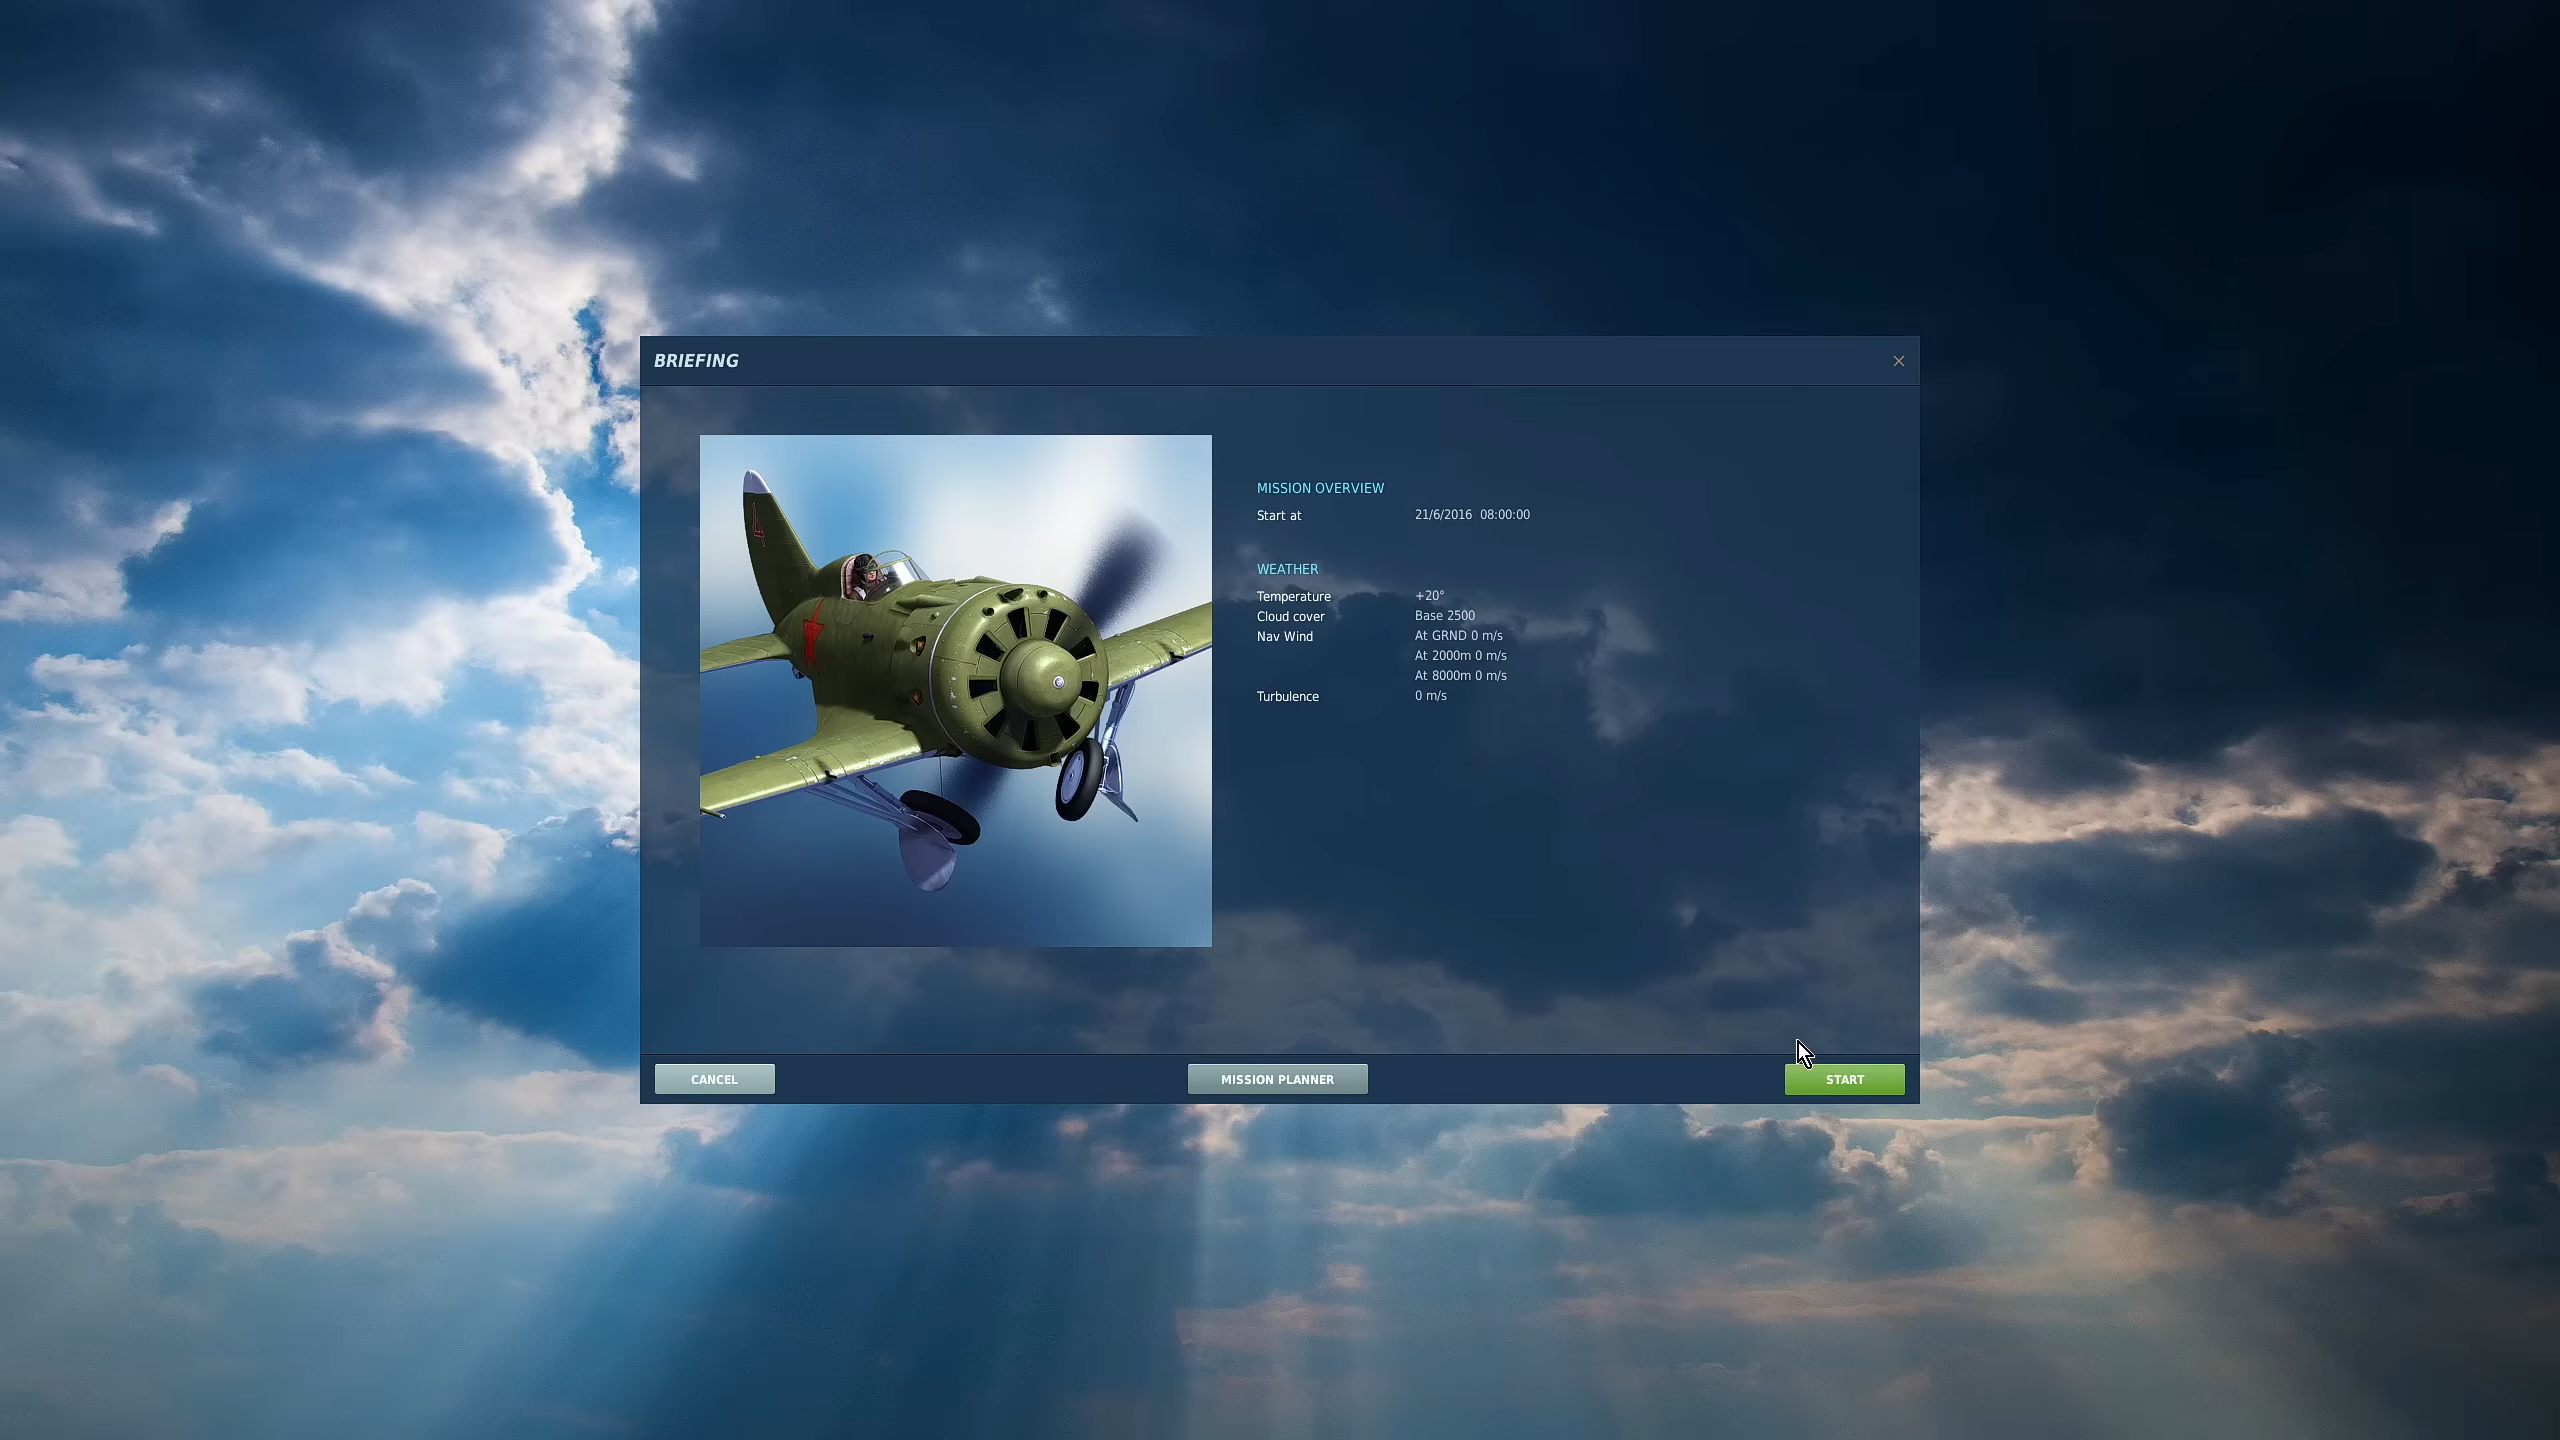 BRIEFING
MISSION OVERVIEW
Start at 21/6/2016 08:00:00
WEATHER
Temperature +20°
Cloud cover Base 2500
Nav Wind At GRND 0 m/s
At 2000m 0 m/s
At 8000m 0 m/s
Turbulence 0 m/s
4
CANCEL MISSION PLANNER START